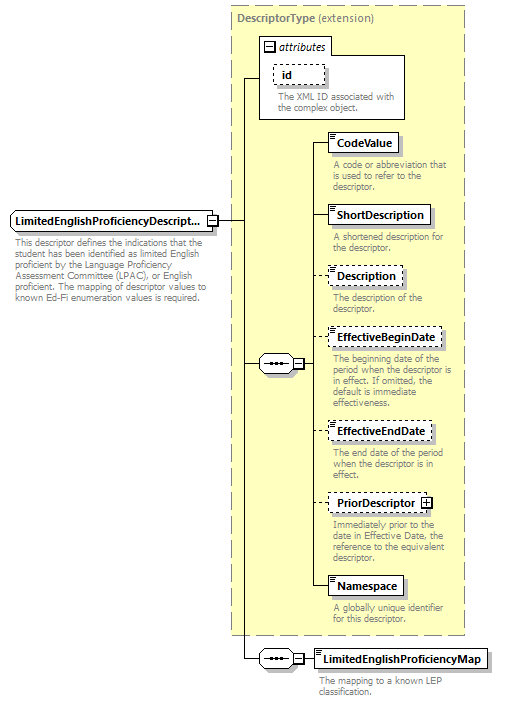 DescriptorType (extension)
attributes
id
The XML ID associated with
the complex object.
CodeValue
A code or abbreviation that
is used to refer to the
descriptor.
LimitedEnglishProficiencyDescript...
This descriptor defines the indications that the
student has been identified as limited English
proficient by the Language Proficiency
Assessment Committee (LPAC), or English
proficient. The mapping of descriptor values to
known Ed-Fi enumeration values is required.
ShortDescription
A shortened description for
the descriptor.
Description
The description of the
descriptor.
EffectiveBeginDate
The beginning date of the
period when the descriptor is
in effect. If omitted, the
default is immediate
effectiveness.
EffectiveEndDate
The end date of the period
when the descriptor is in
effect.
PriorDescriptor
Immediately prior to the
date in Effective Date, the
reference to the equivalent
descriptor.
Namespace
A globally unique identifier
for this descriptor.
LimitedEnglishProficiencyMap
The mapping to a known LEP
classification.